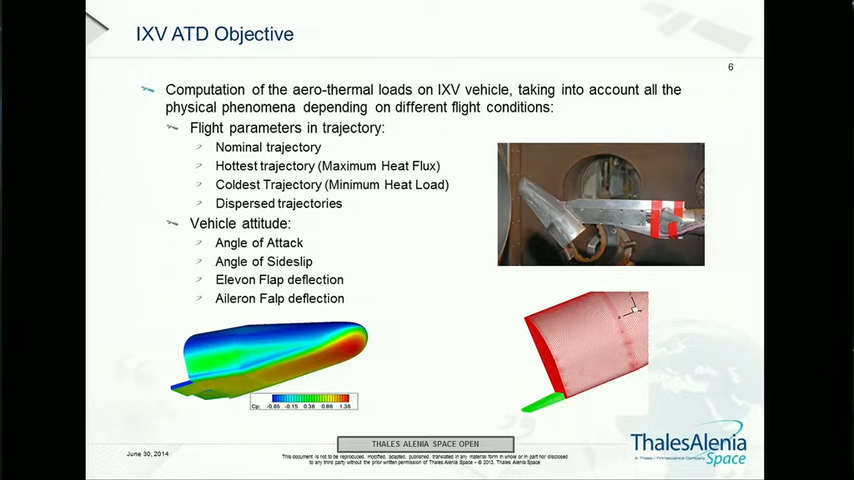 IXV ATD Objective
6
Computation of the aero-thermal loads on IXV vehicle, taking into account all the
physical phenomena depending on different flight conditions:
Flight parameters in trajectory:
Nominal trajectory
Hottest trajectory (Maximum Heat Flux)
Coldest Trajectory (Minimum Heat Load)
Dispersed trajectories
Vehicle attitude:
Angle of Attack
Angle of Sideslip
Elevon Flap deflection
Aileron Falp deflection
Cp: -0.65 -0.15 0.36 0.86 1.36
THALES ALENIA SPACE OPEN
June 30, 2014
This document is not to be reproduced, modified, adapted, published, translated in any material form in whole or in part nor disclosed
to any third party without the prior written permission of Thales Alenia Space - © 2013, Thales Alenia Space
ThalesAlenia
A Thales / Finmeccanica Company
Space